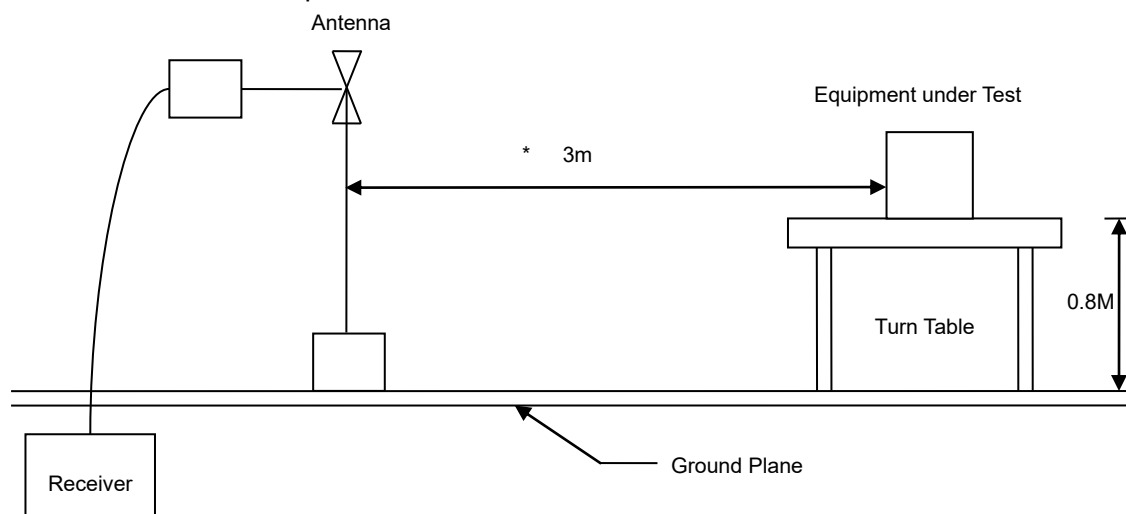 Antenna
Equipment under Test
* 3m
0.8M
Turn Table
Ground Plane
Receiver